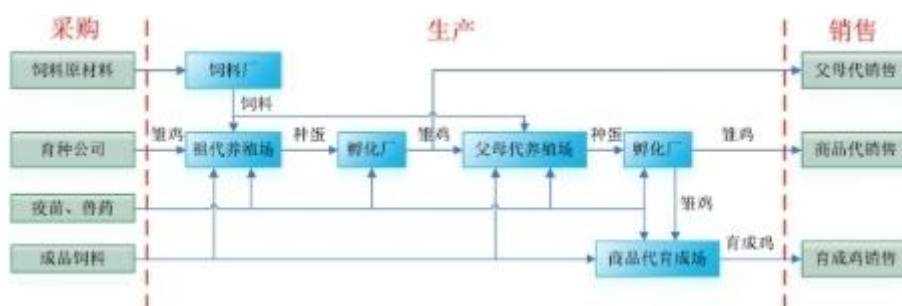 采购
生产
销售
饲料原材料
饲料厂
父母代销售
饲料
育种公司
雏鸡
祖代养殖场
种蛋
孵化厂
雏鸡
父母代养殖场
种蛋
孵化厂
雏鸡
商品代销售
疫苗、兽药
雏鸡
成品饲料
商品代育成场
育成鸡
育成鸡销售